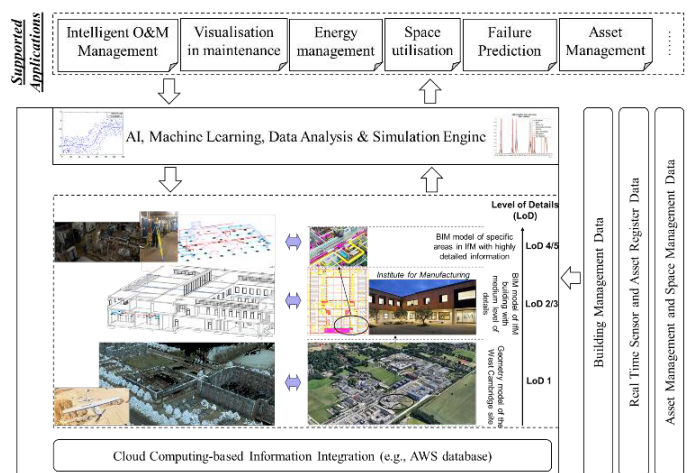 Supported
Applications
Intelligent O&M
Management
Visualisation
in maintenance
Energy
management
Space
utilisation
Failure
Prediction
Asset
Management
......
AI, Machine Learning, Data Analysis & Simulation Engine
Level of Details
(LoD)
BIM model of specific
areas in IfM with highly
detailed information
LoD 4/5
Institute for Manufacturing
BIM model of IfM
building with
medium level of
details
LoD 2/3
Geometry model of the
West Cambridge site
LoD 1
Cloud Computing-based Information Integration (e.g., AWS database)
Building Management Data
Real Time Sensor and Asset Register Data
Asset Management and Space Management Data